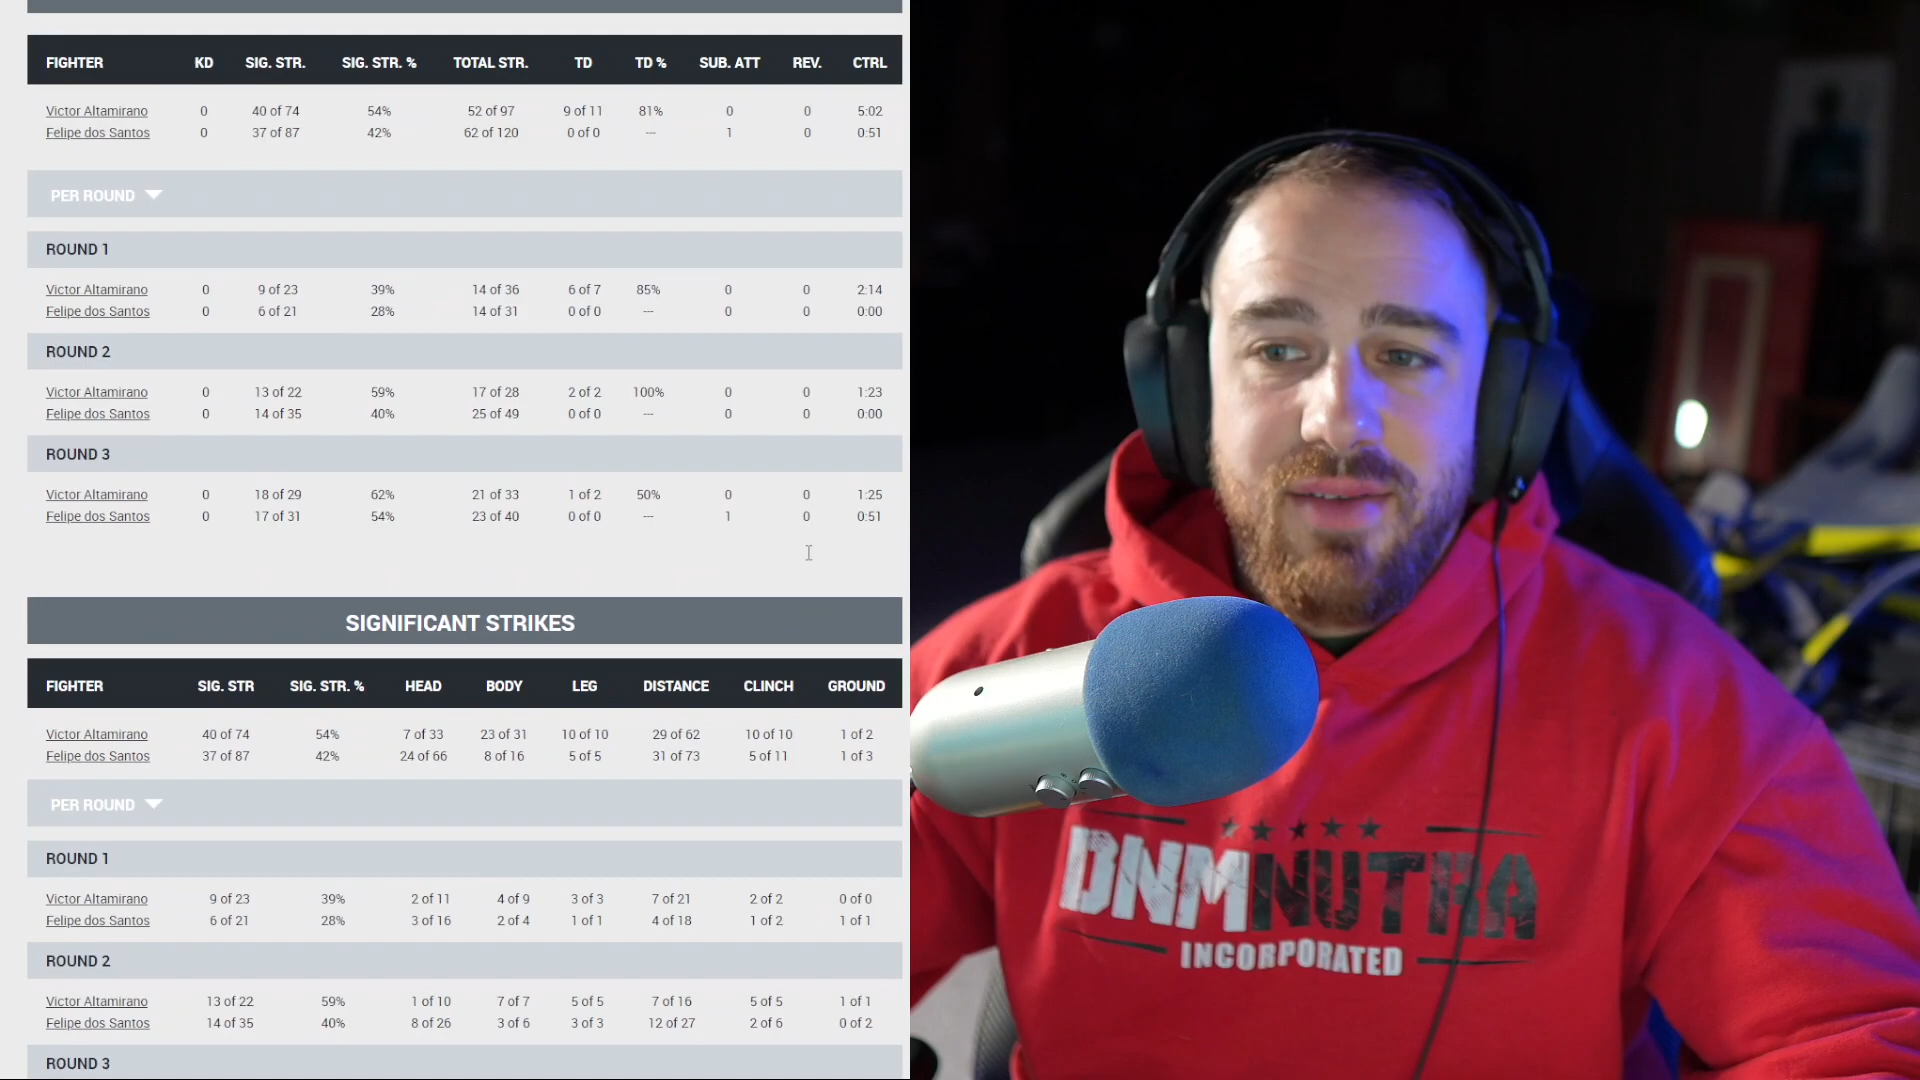 FIGHTER KD SIG. STR. SIG. STR. % TOTAL STR. TD TD % SUB. ATT REV. CTRL
Victor Altamirano 0 40 of 74 54% 52 of 97 9 of 11 81% 0 0 5:02
Felipe dos Santos 0 37 of 87 42% 62 of 120 0 of 0 --- 1 0 0:51
PER ROUND
ROUND 1
Victor Altamirano 0 9 of 23 39% 14 of 36 6 of 7 85% 0 0 2:14
Felipe dos Santos 0 6 of 21 28% 14 of 31 0 of 0 --- 0 0 0:00
ROUND 2
Victor Altamirano 0 13 of 22 59% 17 of 28 2 of 2 100% 0 0 1:23
Felipe dos Santos 0 14 of 35 40% 25 of 49 0 of 0 --- 0 0 0:00
ROUND 3
Victor Altamirano 0 18 of 29 62% 21 of 33 1 of 2 50% 0 0 1:25
Felipe dos Santos 0 17 of 31 54% 23 of 40 0 of 0 --- 1 0 0:51
SIGNIFICANT STRIKES
FIGHTER SIG. STR SIG. STR. % HEAD BODY LEG DISTANCE CLINCH GROUND
Victor Altamirano 40 of 74 54% 7 of 33 23 of 31 10 of 10 29 of 62 10 of 10 1 of 2
Felipe dos Santos 37 of 87 42% 24 of 66 8 of 16 5 of 5 31 of 73 5 of 11 1 of 3
PER ROUND
ROUND 1
Victor Altamirano 9 of 23 39% 2 of 11 4 of 9 3 of 3 7 of 21 2 of 2 0 of 0
Felipe dos Santos 6 of 21 28% 3 of 16 2 of 4 1 of 1 4 of 18 1 of 2 1 of 1
ROUND 2
Victor Altamirano 13 of 22 59% 1 of 10 7 of 7 5 of 5 7 of 16 5 of 5 1 of 1
Felipe dos Santos 14 of 35 40% 8 of 26 3 of 6 3 of 3 12 of 27 2 of 6 0 of 2
ROUND 3
DNMNUTRA
INCORPORATED